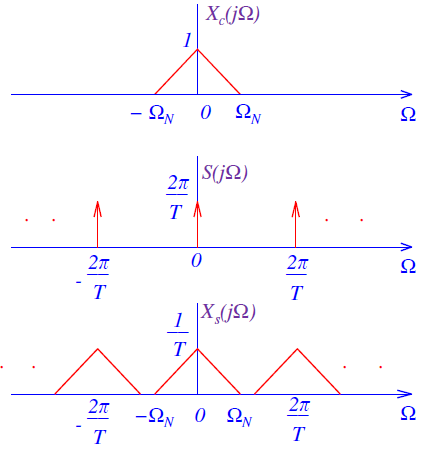 X_c(jΩ)
1
− Ω_N 0 Ω_N
Ω
S(jΩ)
2π
T
. . . .
- 2π/T 0 2π/T
Ω
X_s(jΩ)
1
T
. . . .
- 2π/T −Ω_N 0 Ω_N 2π/T
Ω